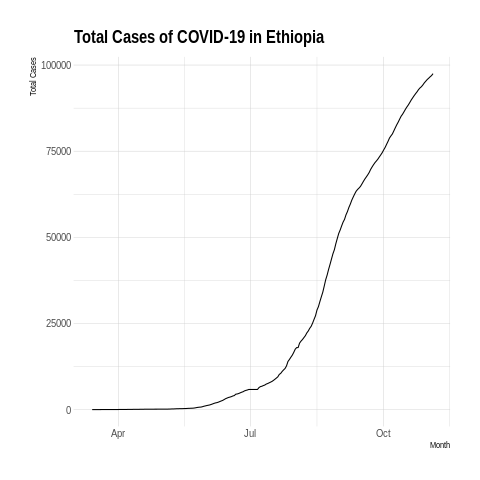 Total Cases of COVID-19 in Ethiopia
Total Cases
100000
75000
50000
25000
0
Apr Jul Oct
Month